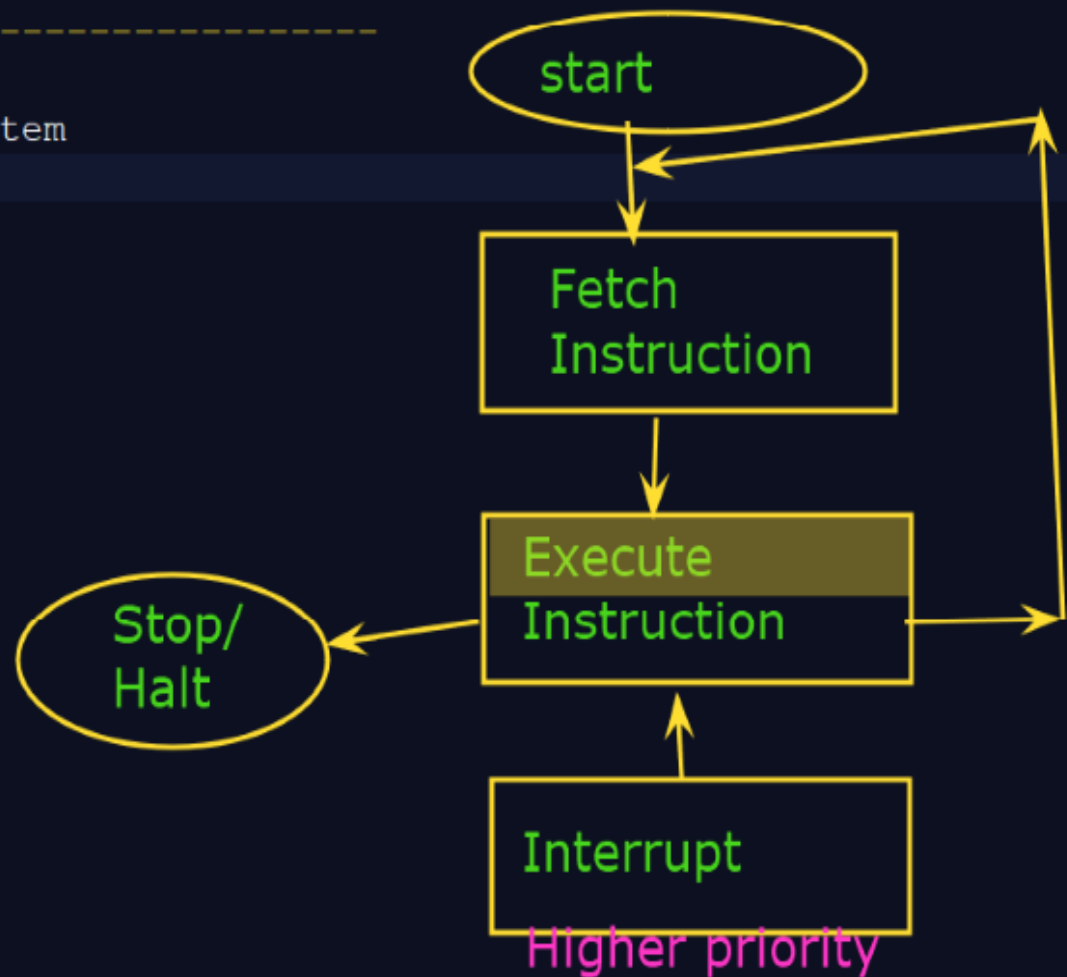 start
tem
Fetch
Instruction
Execute
Instruction
Stop/
Halt
Interrupt
Higher priority